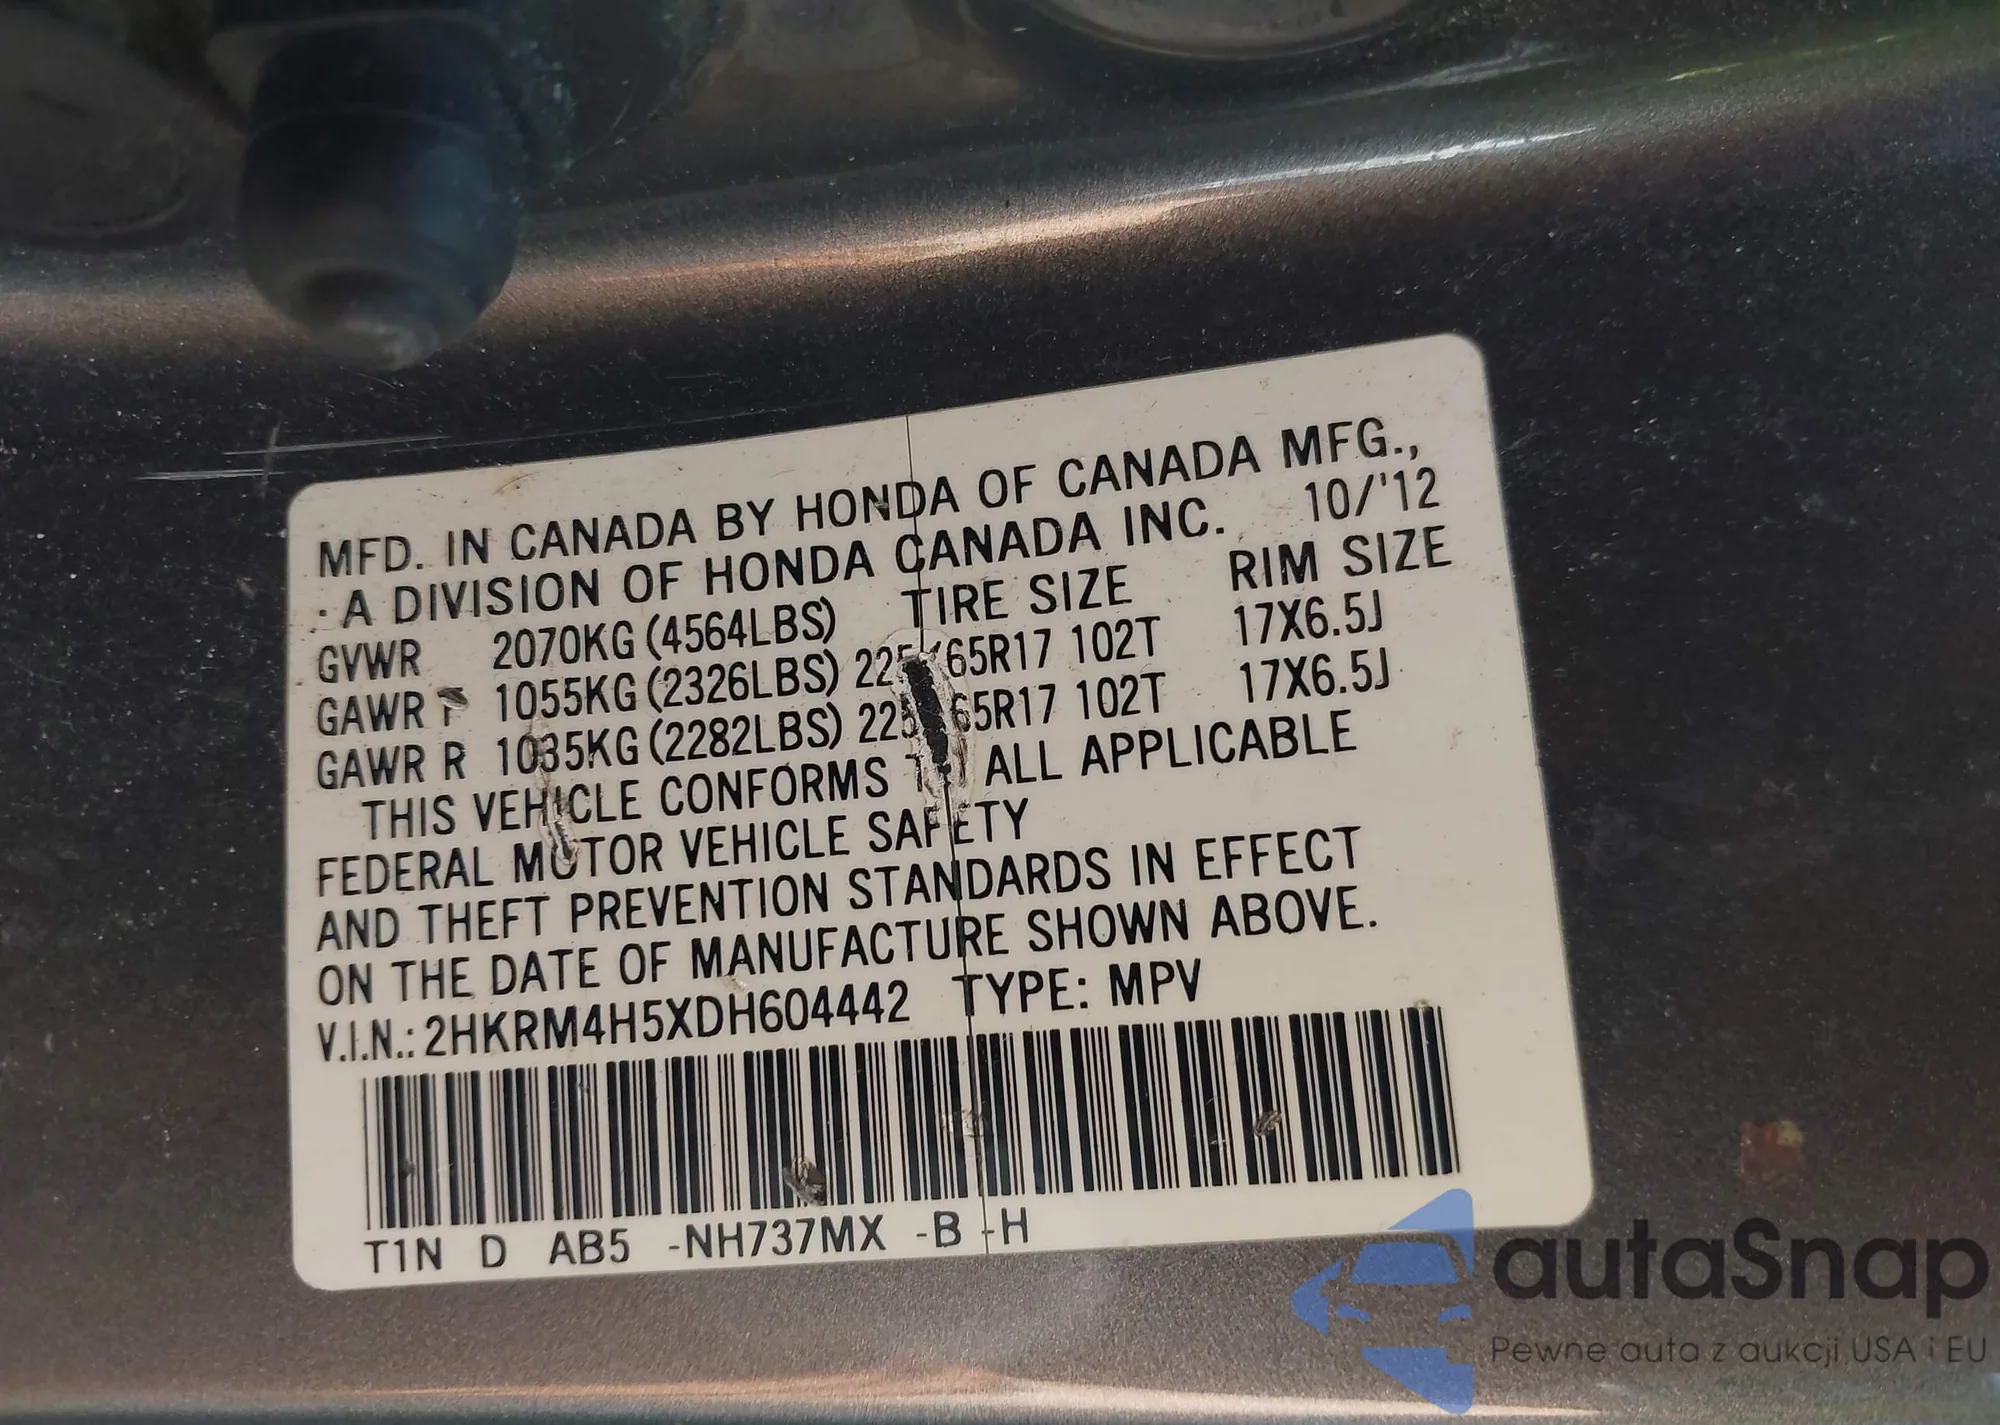 MFD. IN CANADA BY HONDA OF CANADA MFG.,
A DIVISION OF HONDA CANADA INC. 10/'12
GVWR 2070KG (4564LBS) TIRE SIZE RIM SIZE
GAWR F 1055KG (2326LBS) 225/65R17 102T 17X6.5J
GAWR R 1035KG (2282LBS) 225/65R17 102T 17X6.5J
THIS VEHICLE CONFORMS TO ALL APPLICABLE
FEDERAL MOTOR VEHICLE SAFETY
AND THEFT PREVENTION STANDARDS IN EFFECT
ON THE DATE OF MANUFACTURE SHOWN ABOVE.
V.I.N.: 2HKRM4H5XDH604442 TYPE: MPV
T1N D AB5 -NH737MX -B -H
autaSnap
Pewne auta z aukcji USA i EU